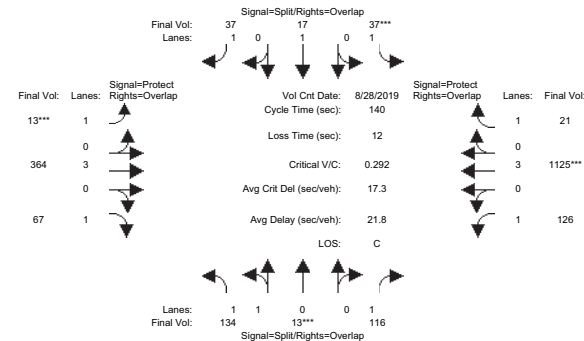 Signal=Split/Rights=Overlap
Final Vol: 37 17 37***
Lanes: 1 0 1 0 1
Signal=Protect
Final Vol: Lanes: Rights=Overlap
Vol Cnt Date: 8/28/2019
Signal=Protect
Rights=Overlap Lanes: Final Vol:
Cycle Time (sec): 140
13*** 1
1 21
Loss Time (sec): 12
0
0
364 3
Critical V/C: 0.292
3 1125***
0
Avg Crit Del (sec/veh): 17.3
0
67 1
Avg Delay (sec/veh): 21.8
1 126
LOS: C
Lanes: 1 1 0 0 1
Final Vol: 134 13*** 116
Signal=Split/Rights=Overlap